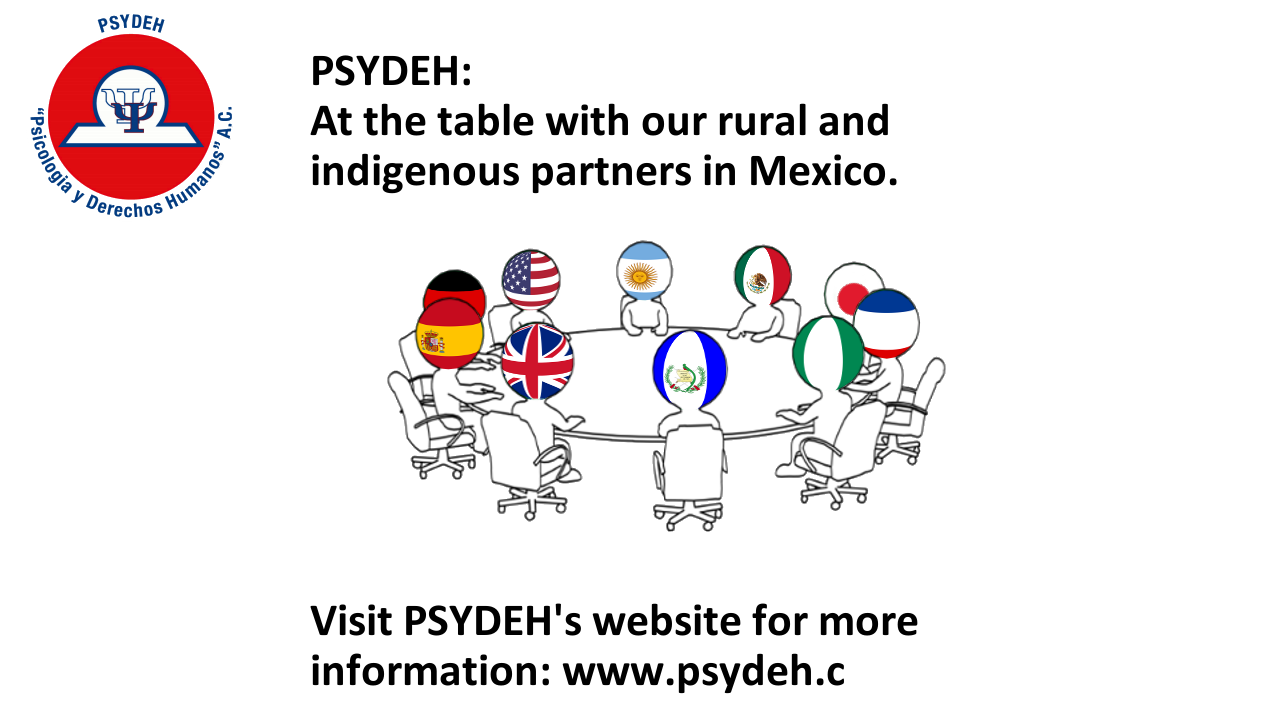 PSYDEH
“Psicología y Derechos Humanos” A.C.
PSYDEH:
At the table with our rural and
indigenous partners in Mexico.
Visit PSYDEH's website for more
information: www.psydeh.c